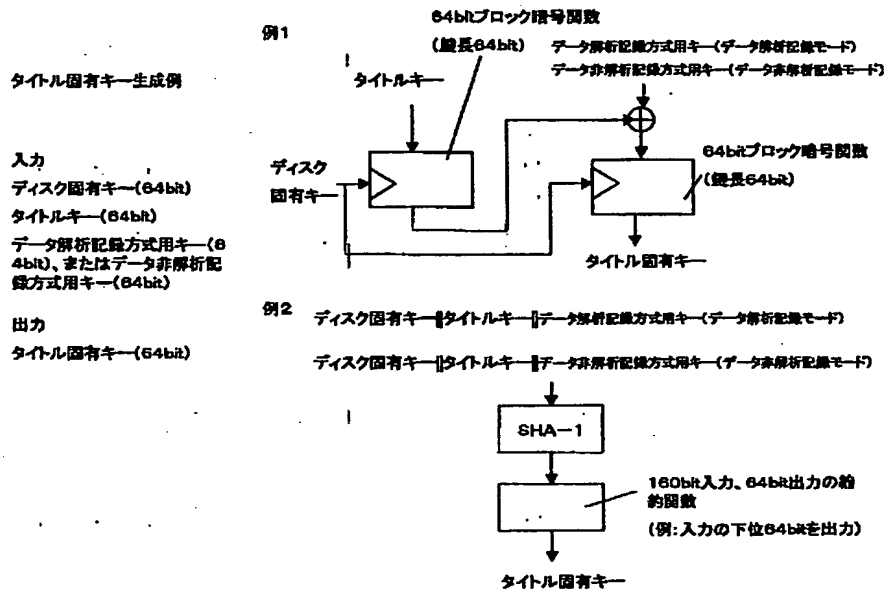 タイトル固有キー生成例
入力
ディスク固有キー(64bit)
タイトルキー(64bit)
データ解析記録方式用キー(6
4bit)、またはデータ非解析記
録方式用キー(64bit)
出力
タイトル固有キー(64bit)
例1
64bitブロック暗号関数
(鍵長64bit)
データ解析記録方式用キー(データ解析記録モード)
データ非解析記録方式用キー(データ非解析記録モード)
タイトルキー
ディスク
固有キー
64bitブロック暗号関数
(鍵長64bit)
タイトル固有キー
例2
ディスク固有キー||タイトルキー||データ解析記録方式用キー(データ解析記録モード)
ディスク固有キー||タイトルキー||データ非解析記録方式用キー(データ非解析記録モード)
SHA-1
160bit入力、64bit出力の縮
約関数
(例:入力の下位64bitを出力)
タイトル固有キー